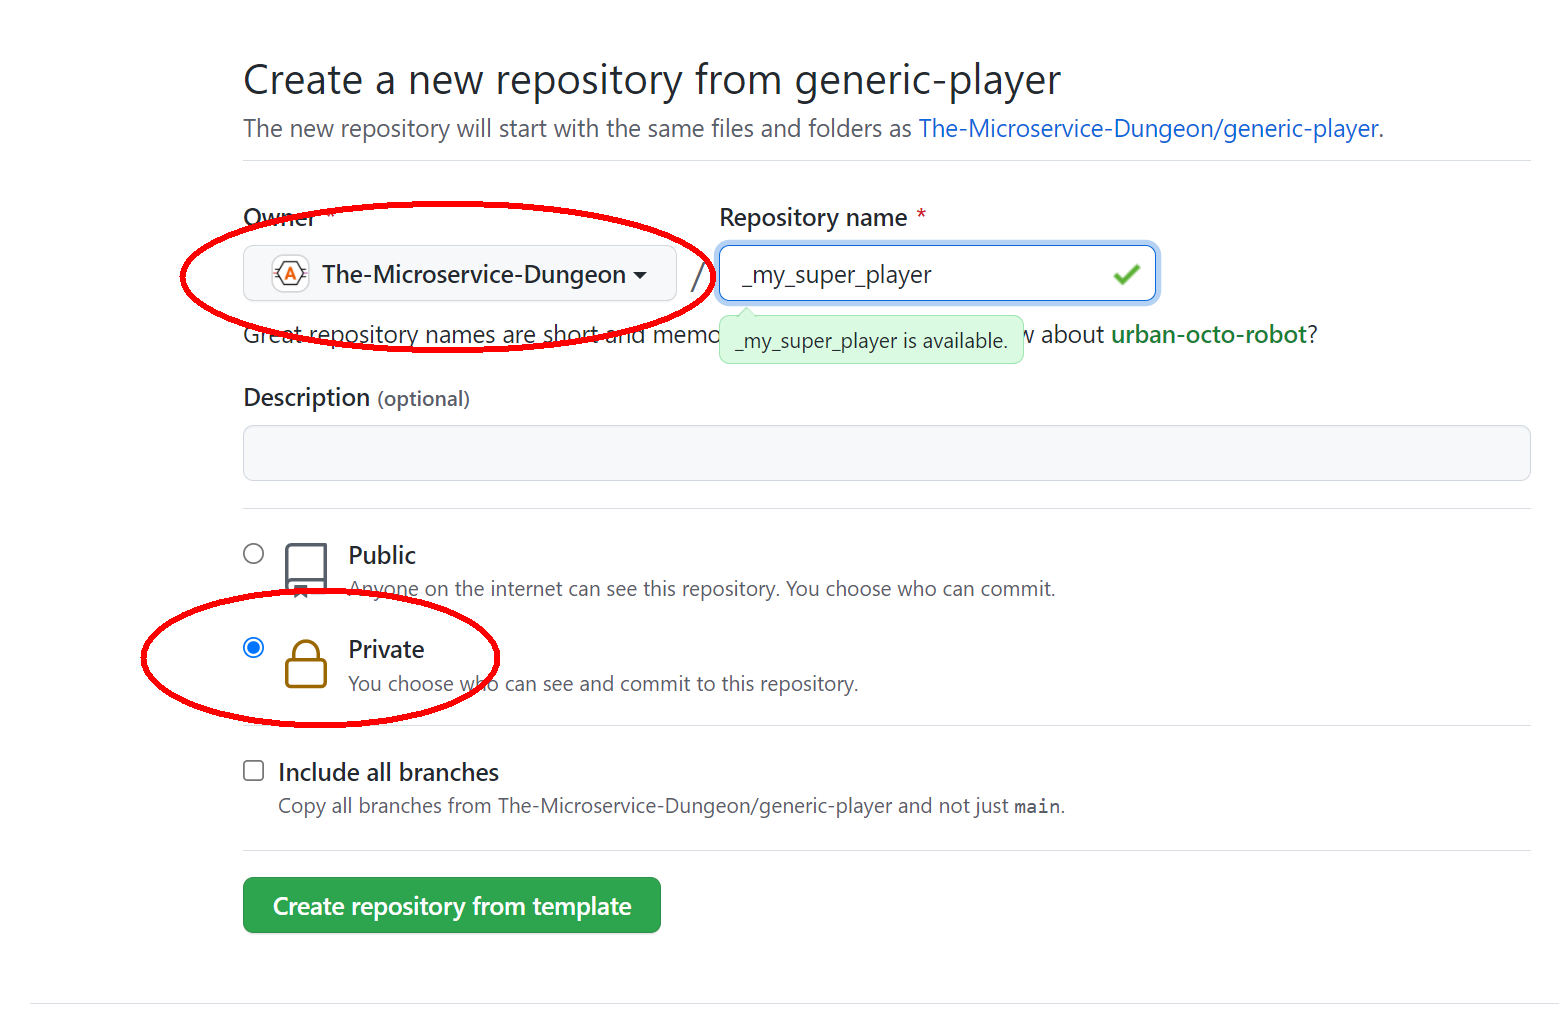 Create a new repository from generic-player
The new repository will start with the same files and folders as The-Microservice-Dungeon/generic-player.
Owner * Repository name *
A The-Microservice-Dungeon / _my_super_player
Great repository names are short and memo w about urban-octo-robot?
_my_super_player is available.
Description (optional)
Public
Anyone on the internet can see this repository. You choose who can commit.
Private
You choose who can see and commit to this repository.
Include all branches
Copy all branches from The-Microservice-Dungeon/generic-player and not just main.
Create repository from template